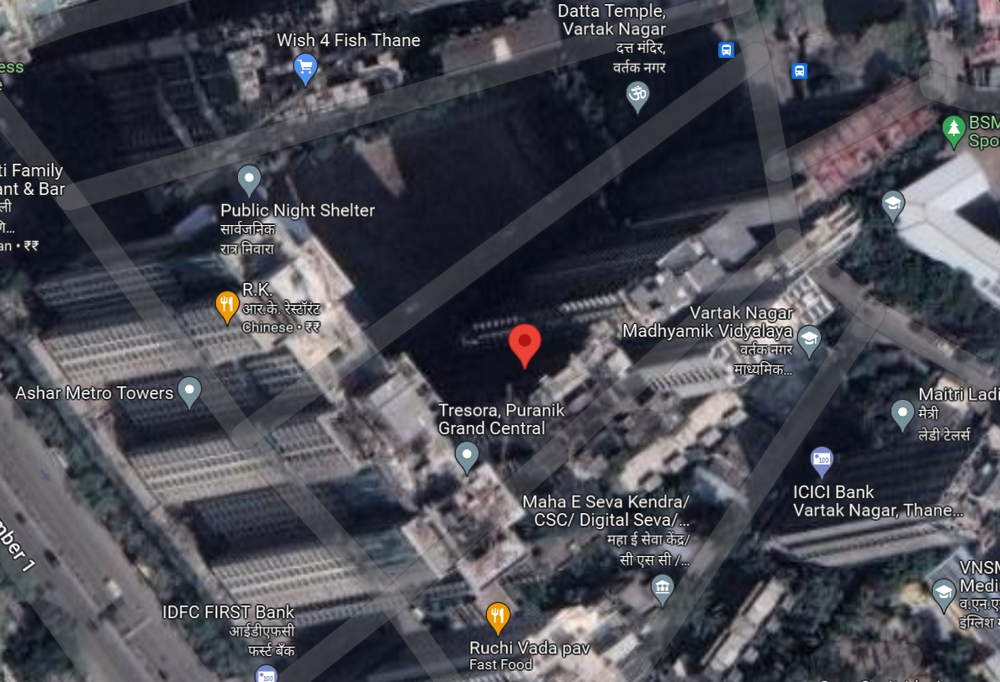 Datta Temple,
Vartak Nagar
दत्त मंदिर,
वर्तक नगर
Wish 4 Fish Thane
ess
BSM
Spo
ti Family
ant & Bar
ली
an • ₹₹
Public Night Shelter
सार्वजनिक
रात्र निवारा
R.K.
आर.के. रेस्टॉरंट
Chinese • ₹₹
Vartak Nagar
Madhyamik Vidyalaya
वर्तक नगर
माध्यमिक...
Ashar Metro Towers
Maitri Ladi
मैत्री
लेडी टेलर्स
Tresora, Puranik
Grand Central
ICICI Bank
Vartak Nagar, Thane...
Maha E Seva Kendra/
CSC/ Digital Seva/...
महा ई सेवा केंद्र/
सी एस सी /...
mber 1
VNSM
Medi
व.एन.ए
इंग्लिश
IDFC FIRST Bank
आईडीएफसी
फर्स्ट बँक
Ruchi Vada pav
Fast Food